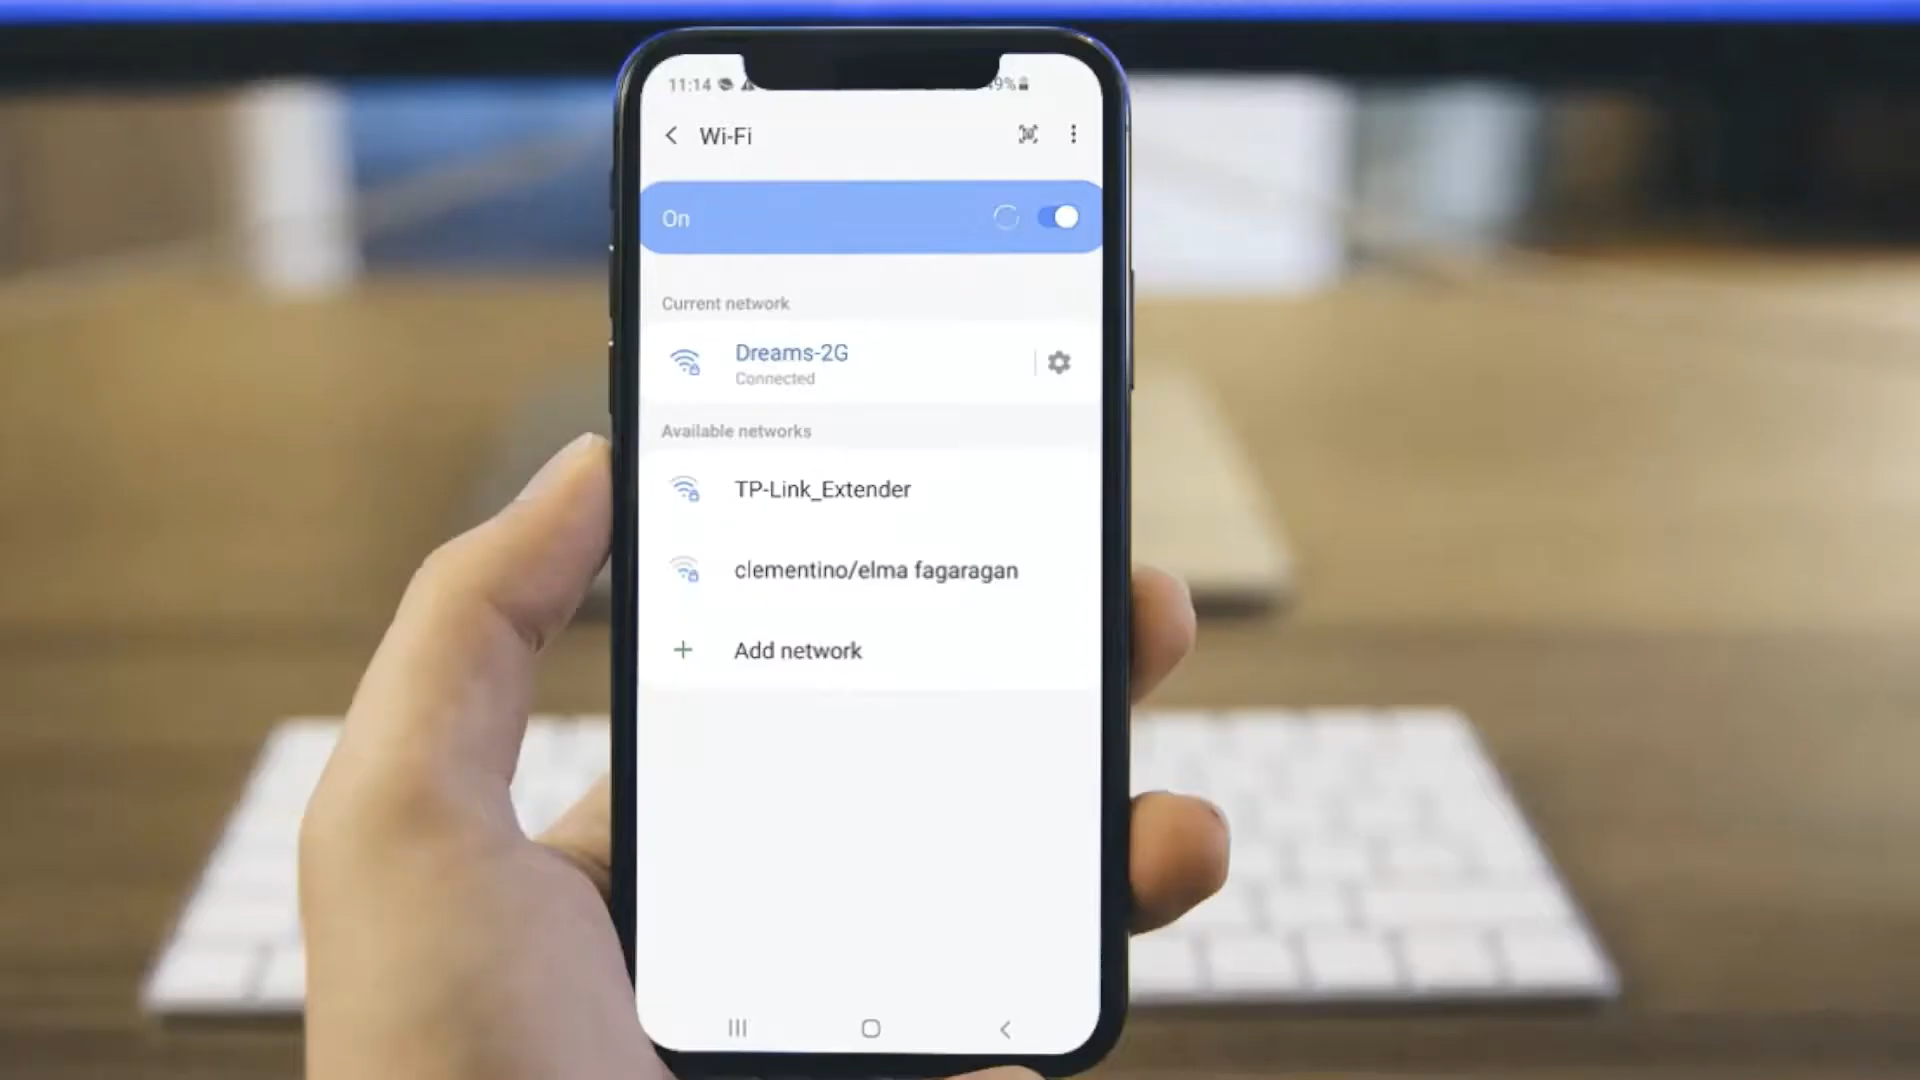 11:14
9%
Wi-Fi
On
Current network
Dreams-2G
Connected
Available networks
TP-Link_Extender
clementino/elma fagaragan
Add network